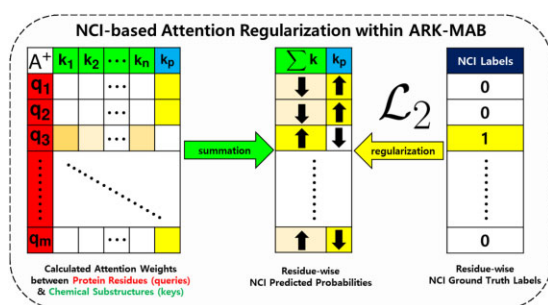 NCI-based Attention Regularization within ARK-MAB
A⁺ k₁ k₂ ⋯ kₙ kₚ
∑ k kₚ
NCI Labels
q₁ ⋯
0
q₂ ⋯
0
q₃ ⋯
1
summation
ℒ₂
regularization
qₘ ⋯
0
Calculated Attention Weights
between Protein Residues (queries)
& Chemical Substructures (keys)
Residue-wise
NCI Predicted Probabilities
Residue-wise
NCI Ground Truth Labels